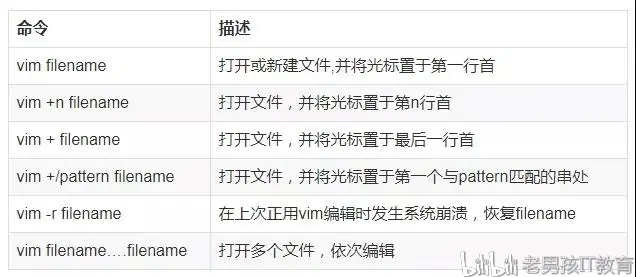 命令 描述
vim filename 打开或新建文件,并将光标置于第一行首
vim +n filename 打开文件，并将光标置于第n行首
vim + filename 打开文件，并将光标置于最后一行首
vim +/pattern filename 打开文件，并将光标置于第一个与pattern匹配的串处
vim -r filename 在上次正用vim编辑时发生系统崩溃，恢复filename
vim filename….filename 打开多个文件，依次编辑
bilibili 老男孩IT教育